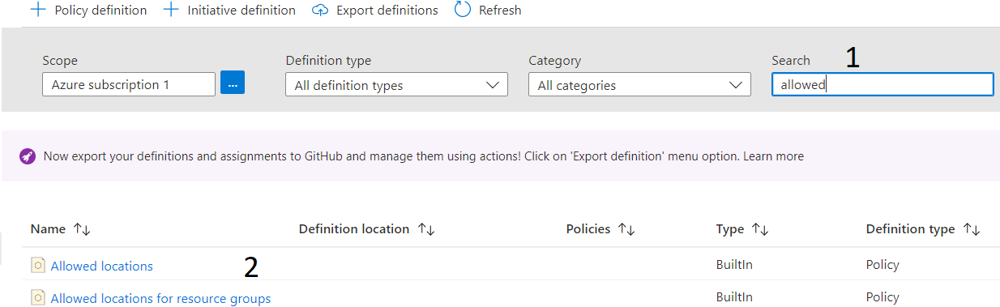 Policy definition Initiative definition Export definitions Refresh
Scope Definition type Category Search 1
Azure subscription 1 ... All definition types All categories allowed
Now export your definitions and assignments to GitHub and manage them using actions! Click on 'Export definition' menu option. Learn more
Name Definition location Policies Type Definition type
Allowed locations 2 BuiltIn Policy
Allowed locations for resource groups BuiltIn Policy